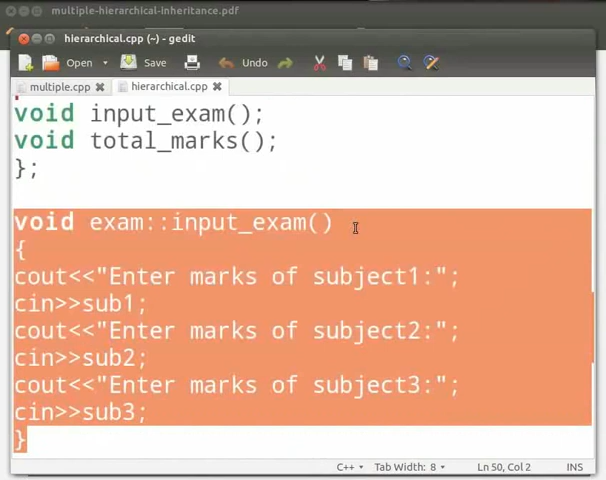 multiple-hierarchical-inheritance.pdf
hierarchical.cpp (~) - gedit
Open Save Undo
multiple.cpp hierarchical.cpp
void input_exam();
void total_marks();
};
void exam::input_exam()
{
cout<<"Enter marks of subject1:";
cin>>sub1;
cout<<"Enter marks of subject2:";
cin>>sub2;
cout<<"Enter marks of subject3:";
cin>>sub3;
}
C++ Tab Width: 8 Ln 50, Col 2 INS